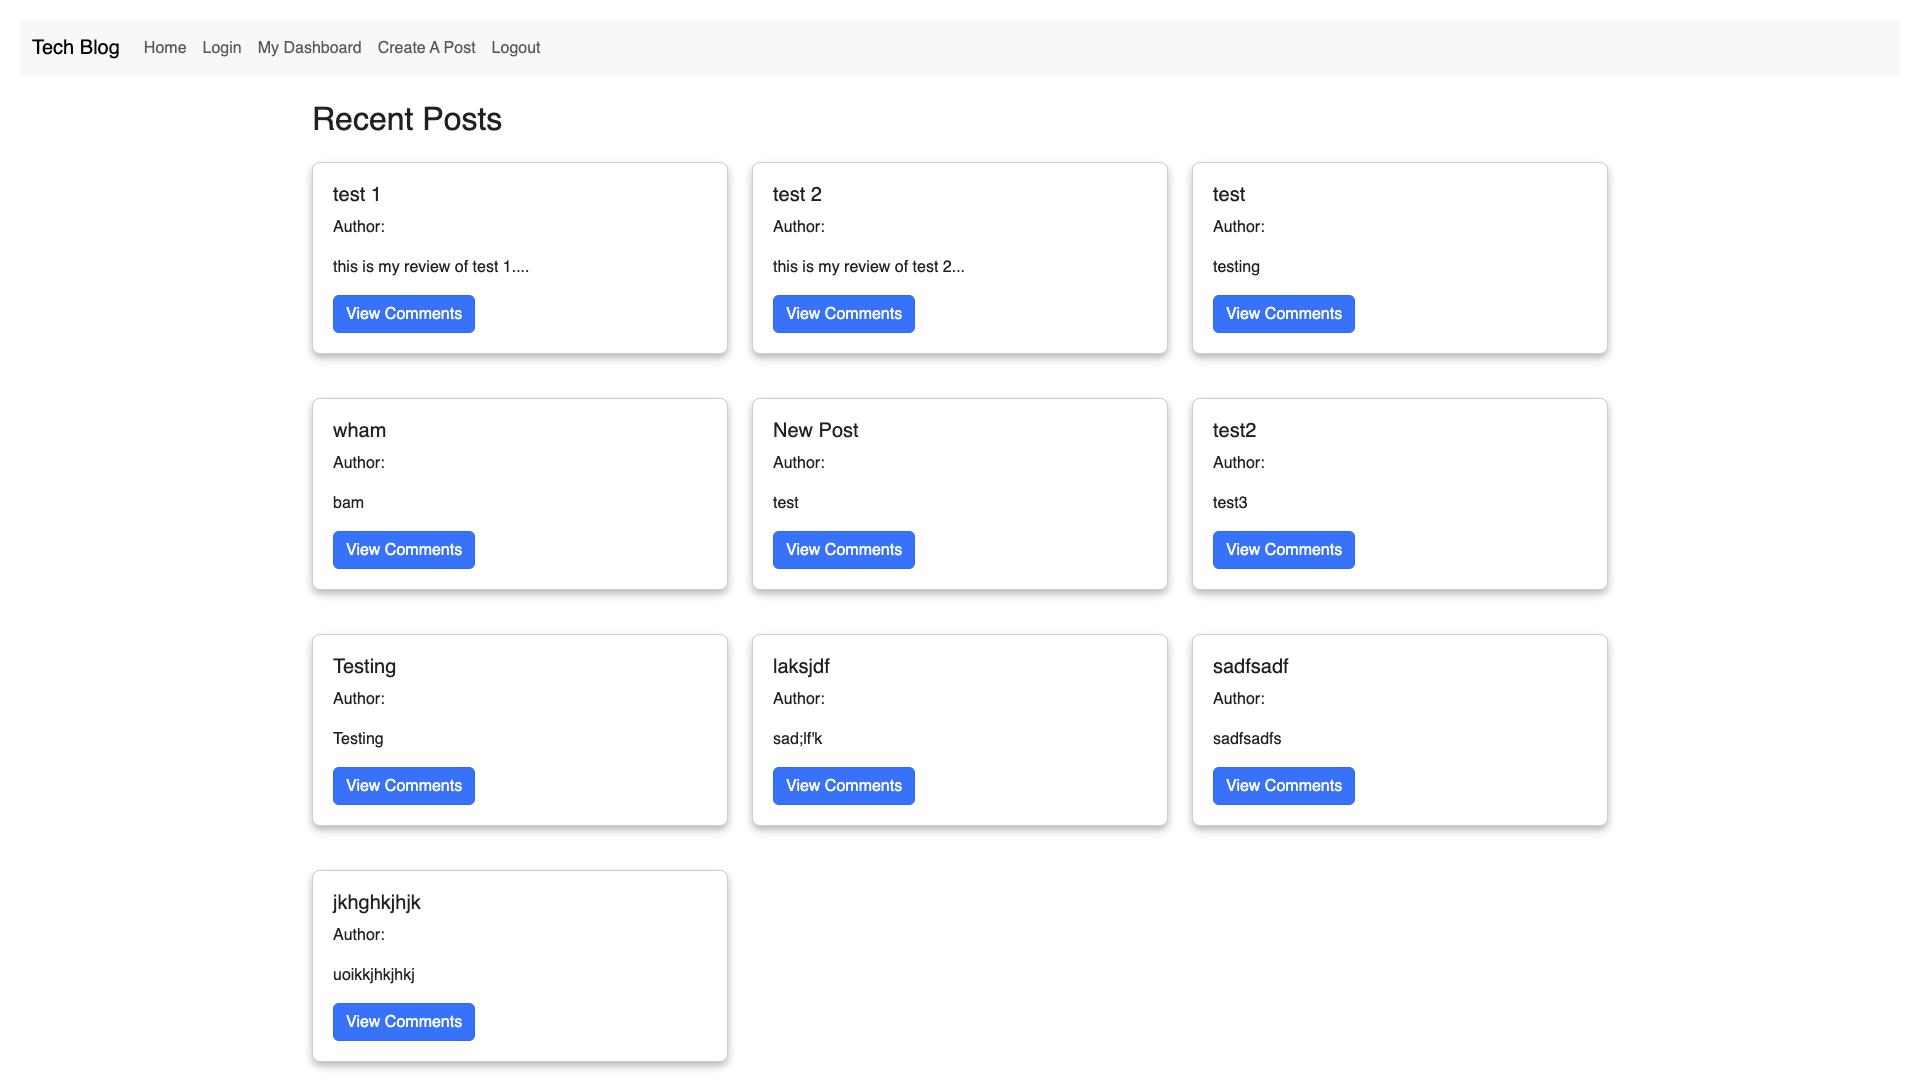 Tech Blog Home Login My Dashboard Create A Post Logout
Recent Posts
test 1
Author:
this is my review of test 1....
View Comments
test 2
Author:
this is my review of test 2...
View Comments
test
Author:
testing
View Comments
wham
Author:
bam
View Comments
New Post
Author:
test
View Comments
test2
Author:
test3
View Comments
Testing
Author:
Testing
View Comments
laksjdf
Author:
sad;lf'k
View Comments
sadfsadf
Author:
sadfsadfs
View Comments
jkhghkjhjk
Author:
uoikkjhkjhkj
View Comments